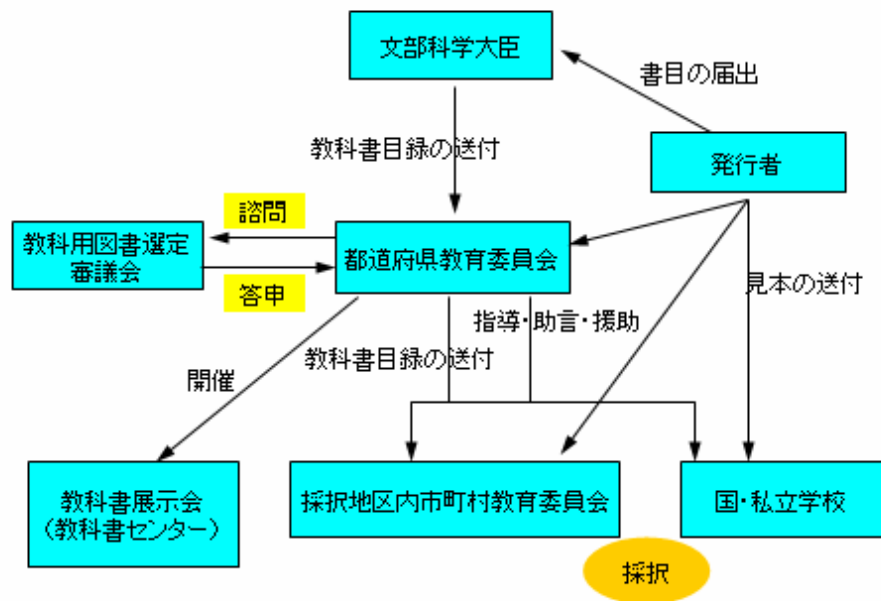 文部科学大臣
書目の届出
教科書目録の送付
発行者
諮問
教科用図書選定
審議会
都道府県教育委員会
答申
見本の送付
指導・助言・援助
教科書目録の送付
開催
教科書展示会
(教科書センター)
採択地区内市町村教育委員会
国・私立学校
採択